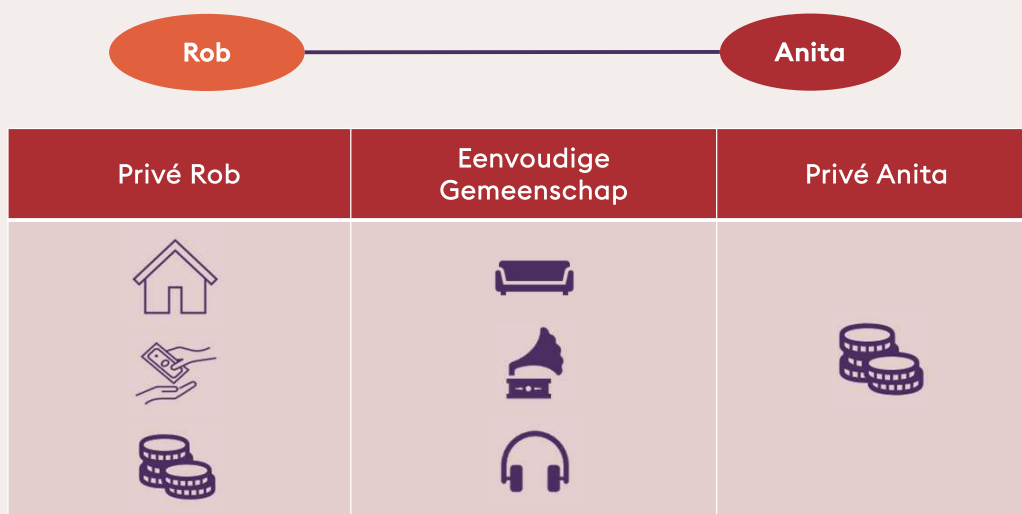 Rob
Anita
Privé Rob
Eenvoudige
Gemeenschap
Privé Anita